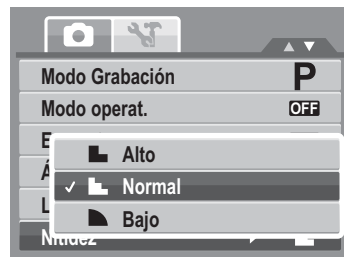 Modo Grabación P
Modo operat. OFF
Alto
Normal
Bajo
Nitidez